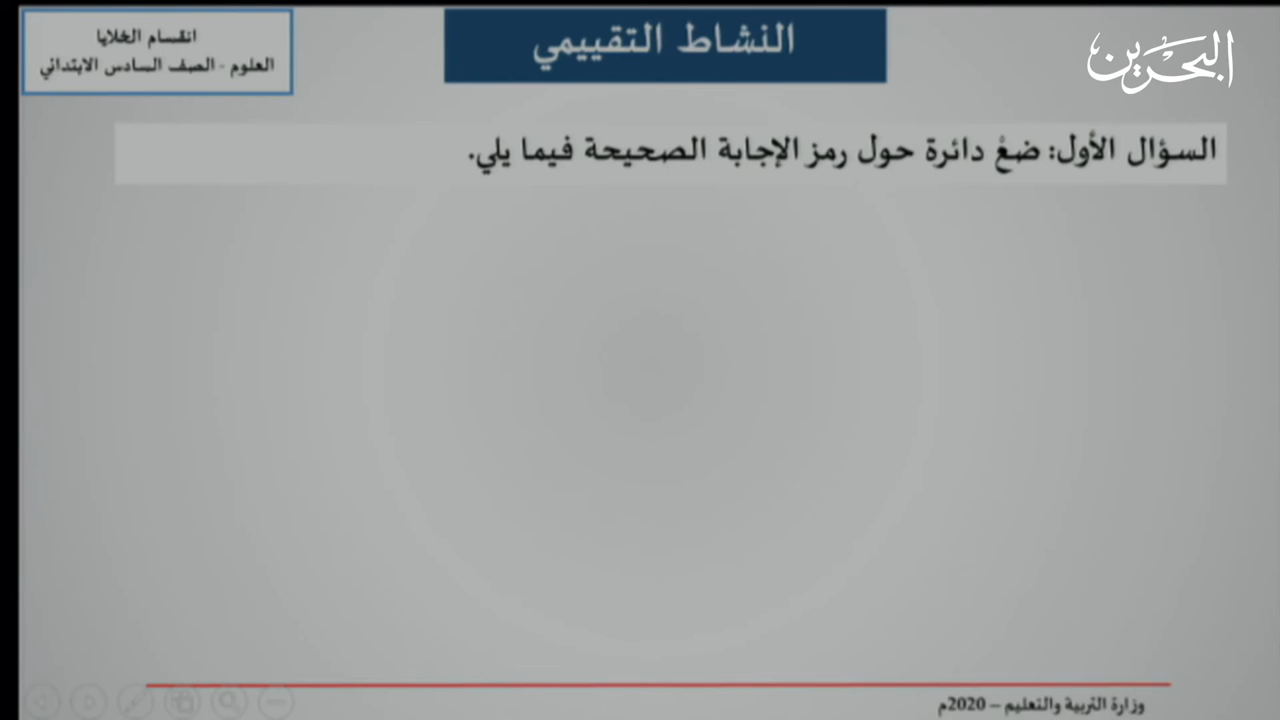 البحرين
النشاط التقييمي
انقسام الخلايا
العلوم - الصف السادس الابتدائي
السؤال الأول: ضعْ دائرة حول رمز الإجابة الصحيحة فيما يلي.
وزارة التربية والتعليم – 2020م